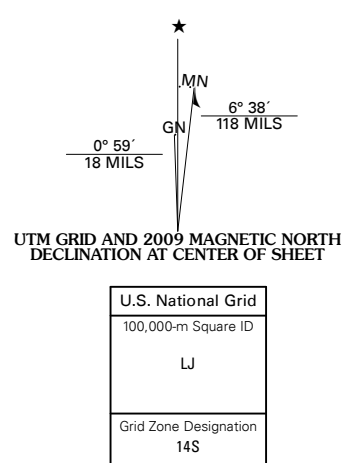 ★
MN
6° 38´
118 MILS
GN
0° 59´
18 MILS
UTM GRID AND 2009 MAGNETIC NORTH
DECLINATION AT CENTER OF SHEET
U.S. National Grid
100,000-m Square ID
LJ
Grid Zone Designation
14S